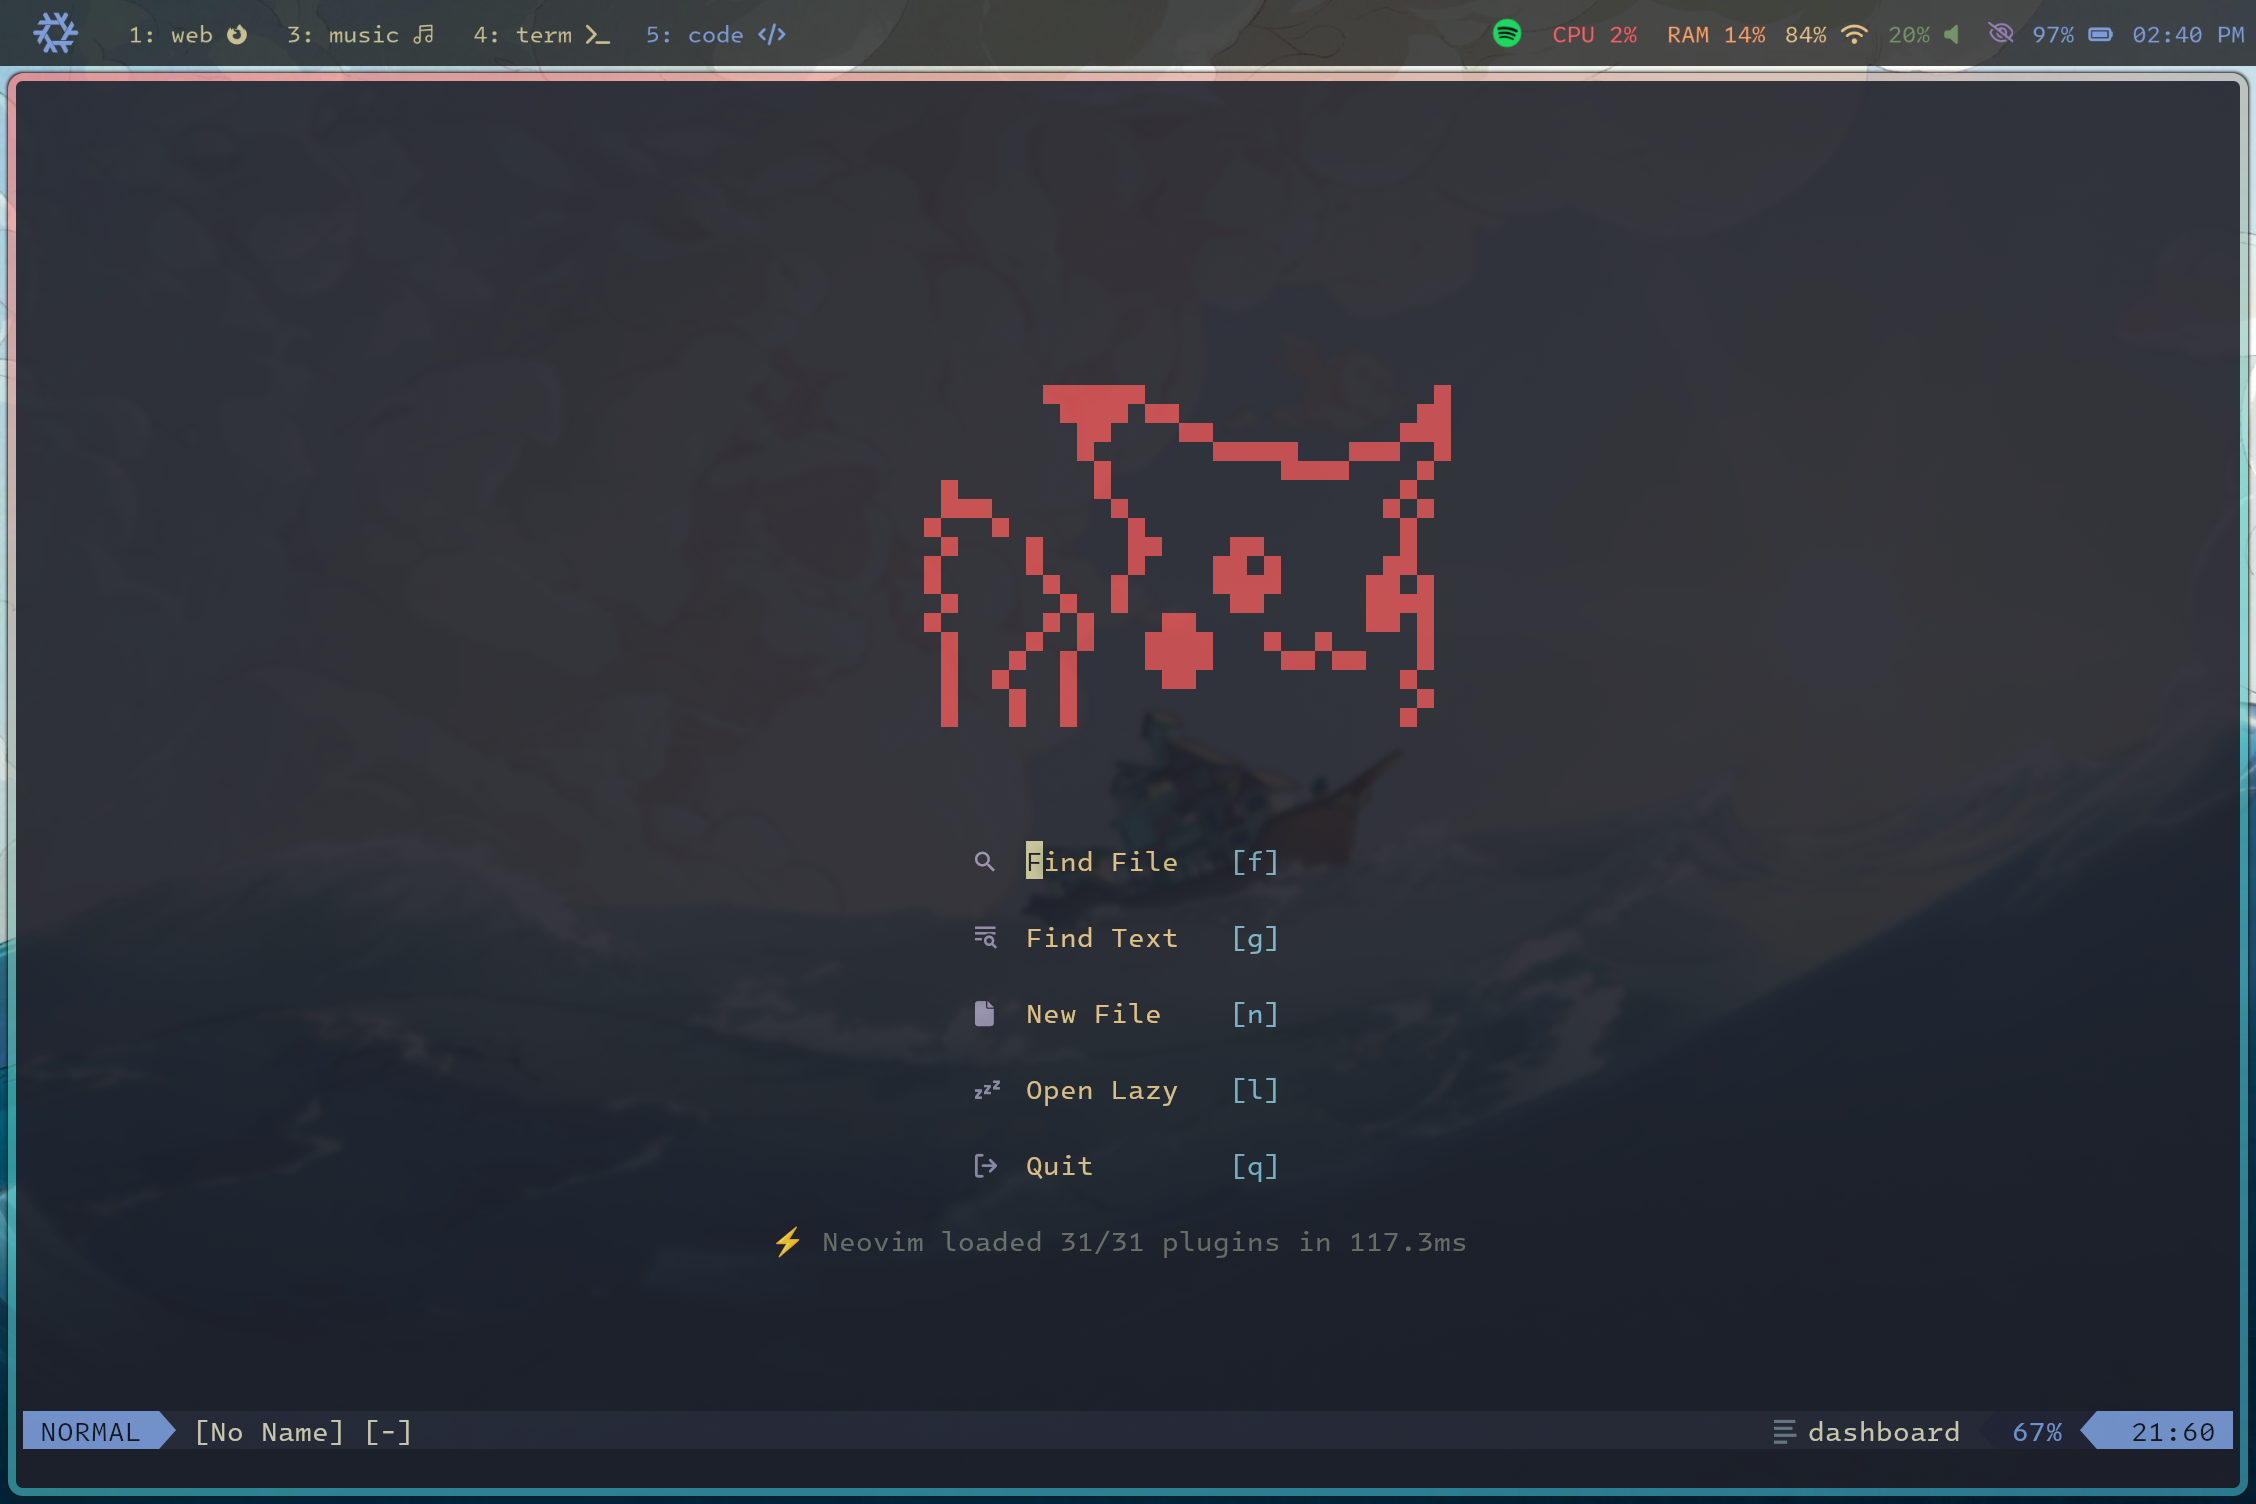 1: web 3: music 4: term 5: code CPU 2% RAM 14% 84% 20% 97% 02:40 PM
Find File [f]
Find Text [g]
New File [n]
Open Lazy [l]
Quit [q]
Neovim loaded 31/31 plugins in 117.3ms
NORMAL [No Name] [-] dashboard 67% 21:60